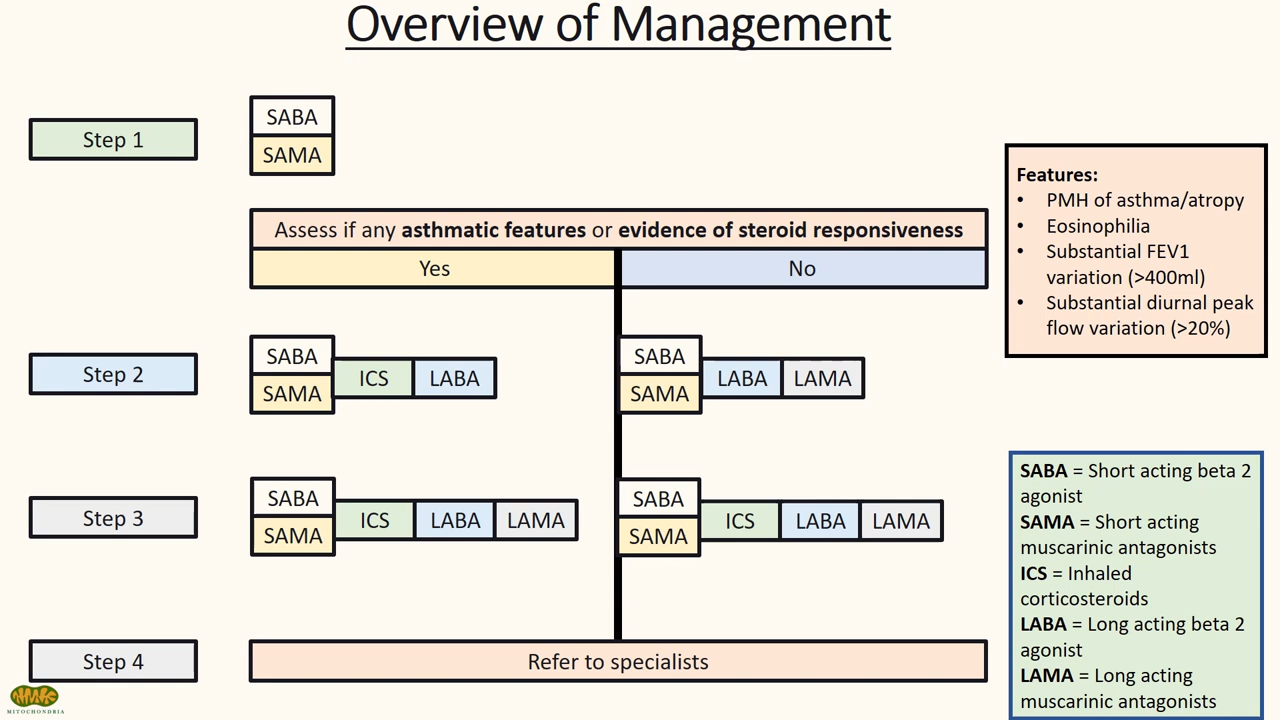 Overview of Management
Step 1
SABA
SAMA
Assess if any asthmatic features or evidence of steroid responsiveness
Yes
No
Features:
• PMH of asthma/atropy
• Eosinophilia
• Substantial FEV1
variation (>400ml)
• Substantial diurnal peak
flow variation (>20%)
Step 2
SABA
SAMA
ICS
LABA
SABA
SAMA
LABA
LAMA
Step 3
SABA
SAMA
ICS
LABA
LAMA
SABA
SAMA
ICS
LABA
LAMA
Step 4
Refer to specialists
SABA = Short acting beta 2
agonist
SAMA = Short acting
muscarinic antagonists
ICS = Inhaled
corticosteroids
LABA = Long acting beta 2
agonist
LAMA = Long acting
muscarinic antagonists
MITOCHONDRIA